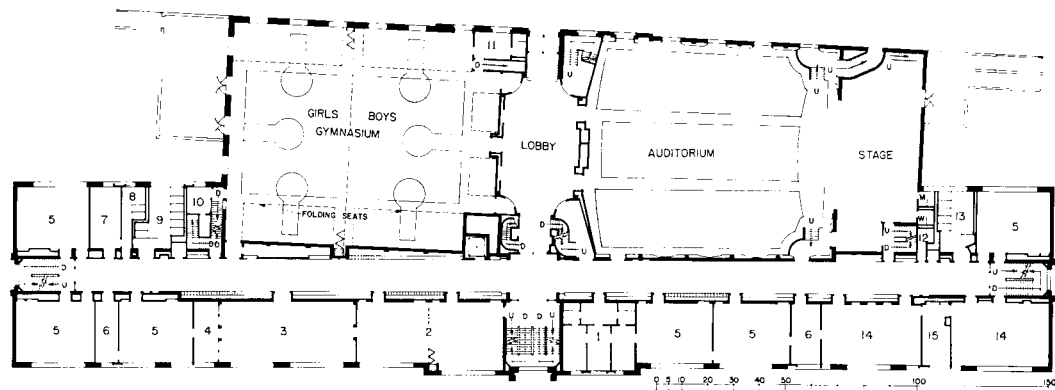 11
D
U
U
U
GIRLS BOYS
GYMNASIUM
LOBBY
AUDITORIUM
STAGE
5
7
8
9
10
D
FOLDING SEATS
U
D
U
U
U
D
M
W
12
13
5
D
U
U
D
5
6
5
4
3
2
U D D U
1
5
5
6
14
15
14
0 5 10 20 30 40 50 100 150